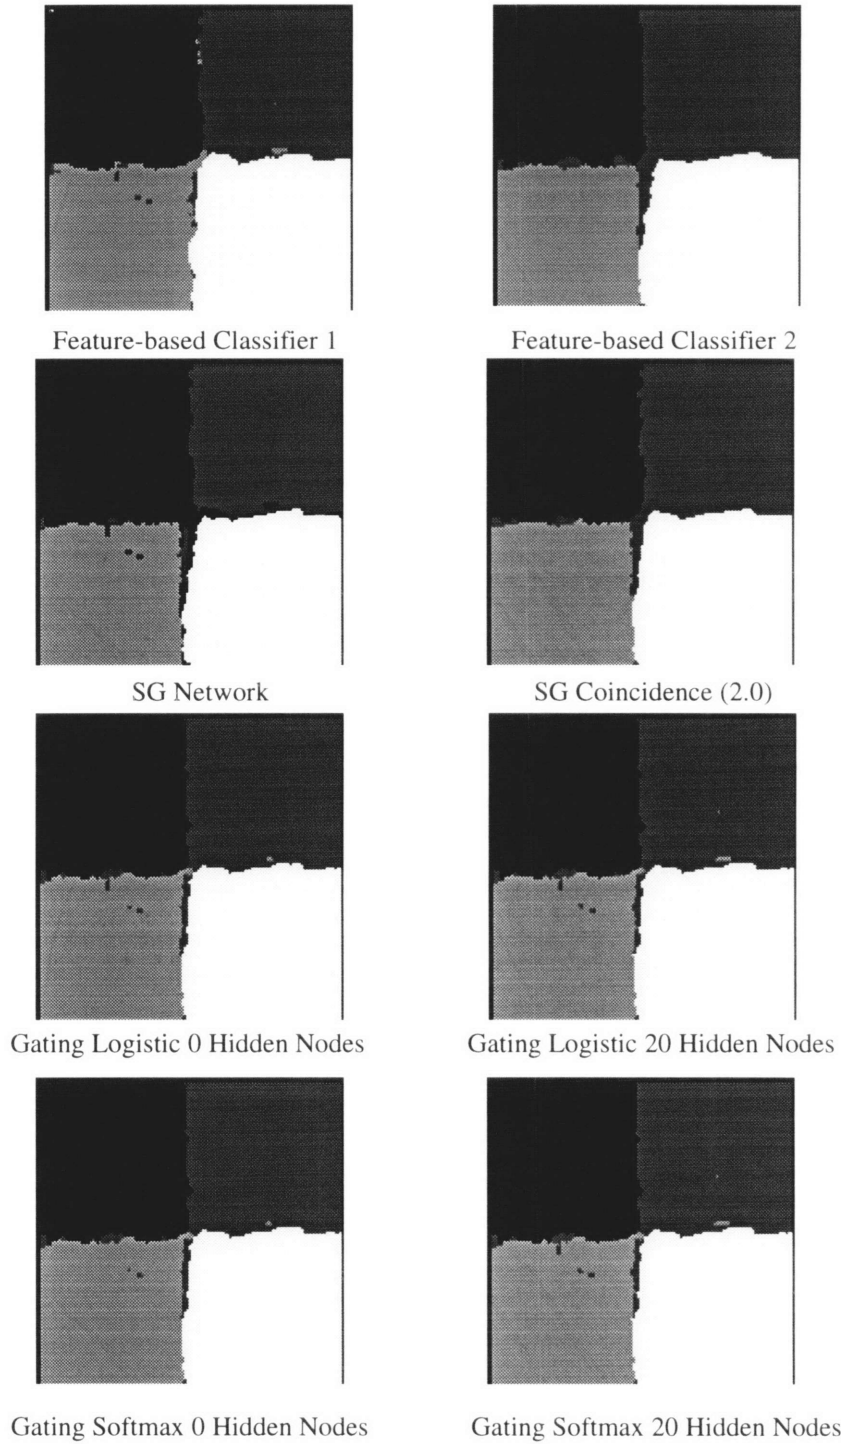 Feature-based Classifier 1
Feature-based Classifier 2
SG Network
SG Coincidence (2.0)
Gating Logistic 0 Hidden Nodes
Gating Logistic 20 Hidden Nodes
Gating Softmax 0 Hidden Nodes
Gating Softmax 20 Hidden Nodes